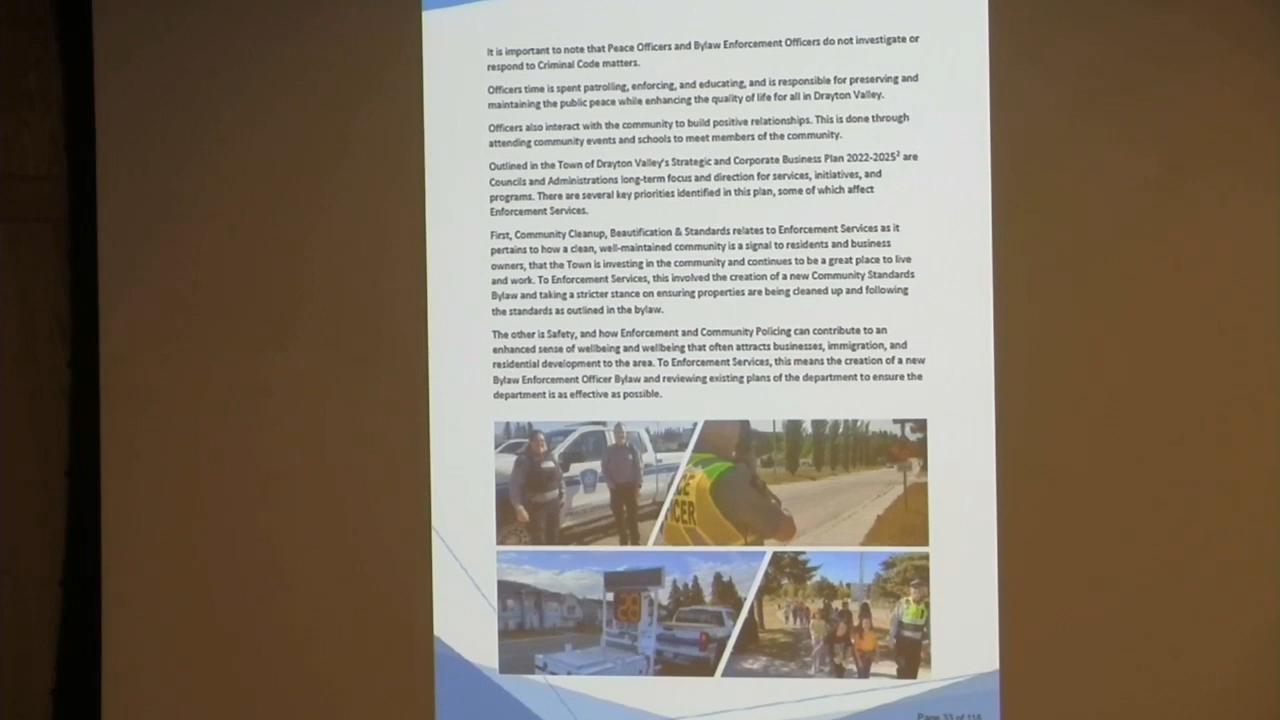 It is important to note that Peace Officers and Bylaw Enforcement Officers do not investigate or
respond to Criminal Code matters.
Officers time is spent patrolling, enforcing, and educating, and is responsible for preserving and
maintaining the public peace while enhancing the quality of life for all in Drayton Valley.
Officers also interact with the community to build positive relationships. This is done through
attending community events and schools to meet members of the community.
Outlined in the Town of Drayton Valley's Strategic and Corporate Business Plan 2022-2025² are
Councils and Administrations long-term focus and direction for services, initiatives, and
programs. There are several key priorities identified in this plan, some of which affect
Enforcement Services.
First, Community Cleanup, Beautification & Standards relates to Enforcement Services as it
pertains to how a clean, well-maintained community is a signal to residents and business
owners, that the Town is investing in the community and continues to be a great place to live
and work. To Enforcement Services, this involved the creation of a new Community Standards
Bylaw and taking a stricter stance on ensuring properties are being cleaned up and following
the standards as outlined in the bylaw.
The other is Safety, and how Enforcement and Community Policing can contribute to an
enhanced sense of wellbeing and wellbeing that often attracts businesses, immigration, and
residential development to the area. To Enforcement Services, this means the creation of a new
Bylaw Enforcement Officer Bylaw and reviewing existing plans of the department to ensure the
department is as effective as possible.
28
Page 33 of 118